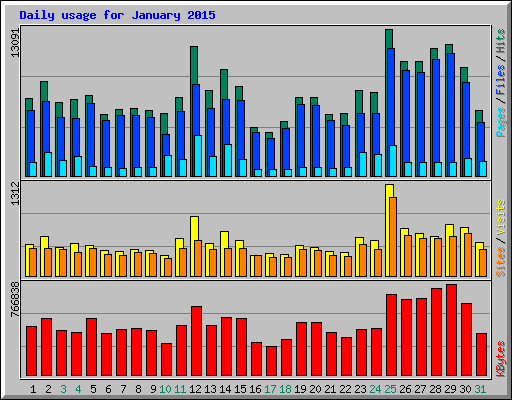 Daily usage for January 2015
13091
Pages / Files / Hits
1312
Sites / Visits
766838
KBytes
1 2 3 4 5 6 7 8 9 10 11 12 13 14 15 16 17 18 19 20 21 22 23 24 25 26 27 28 29 30 31